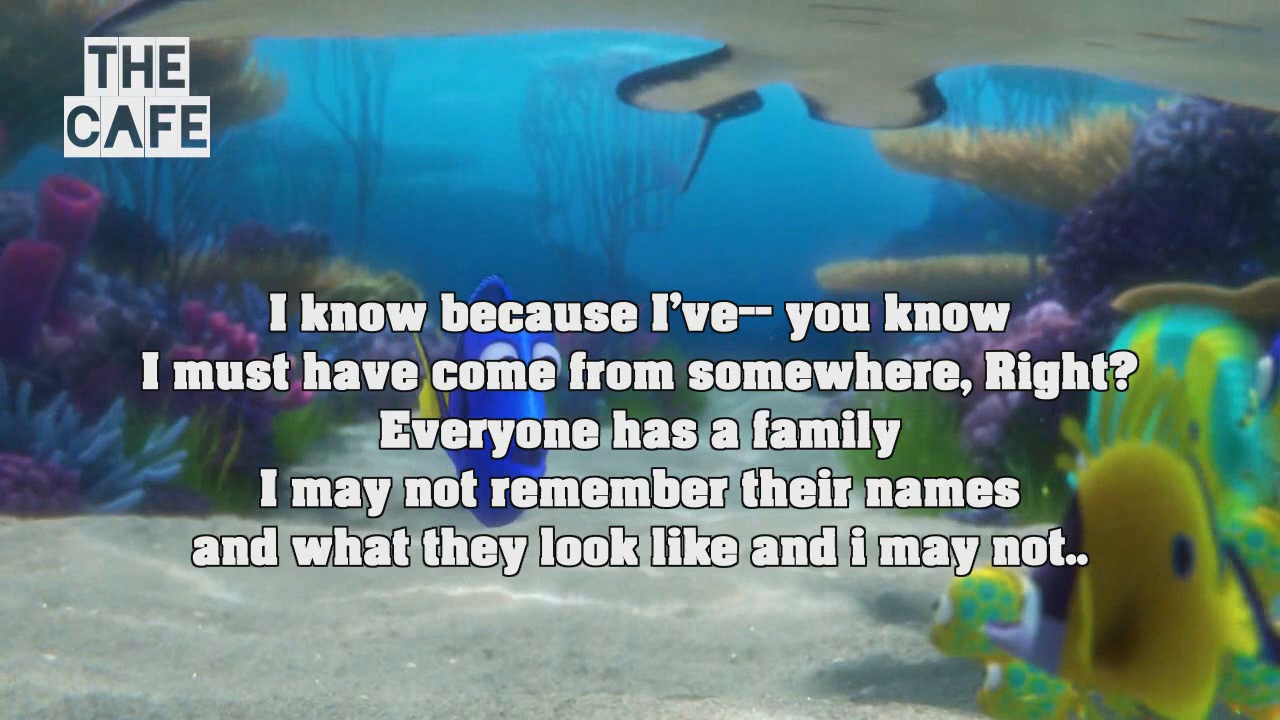 THE
CAFE
I know because I've-- you know
I must have come from somewhere, Right?
Everyone has a family
I may not remember their names
and what they look like and i may not..